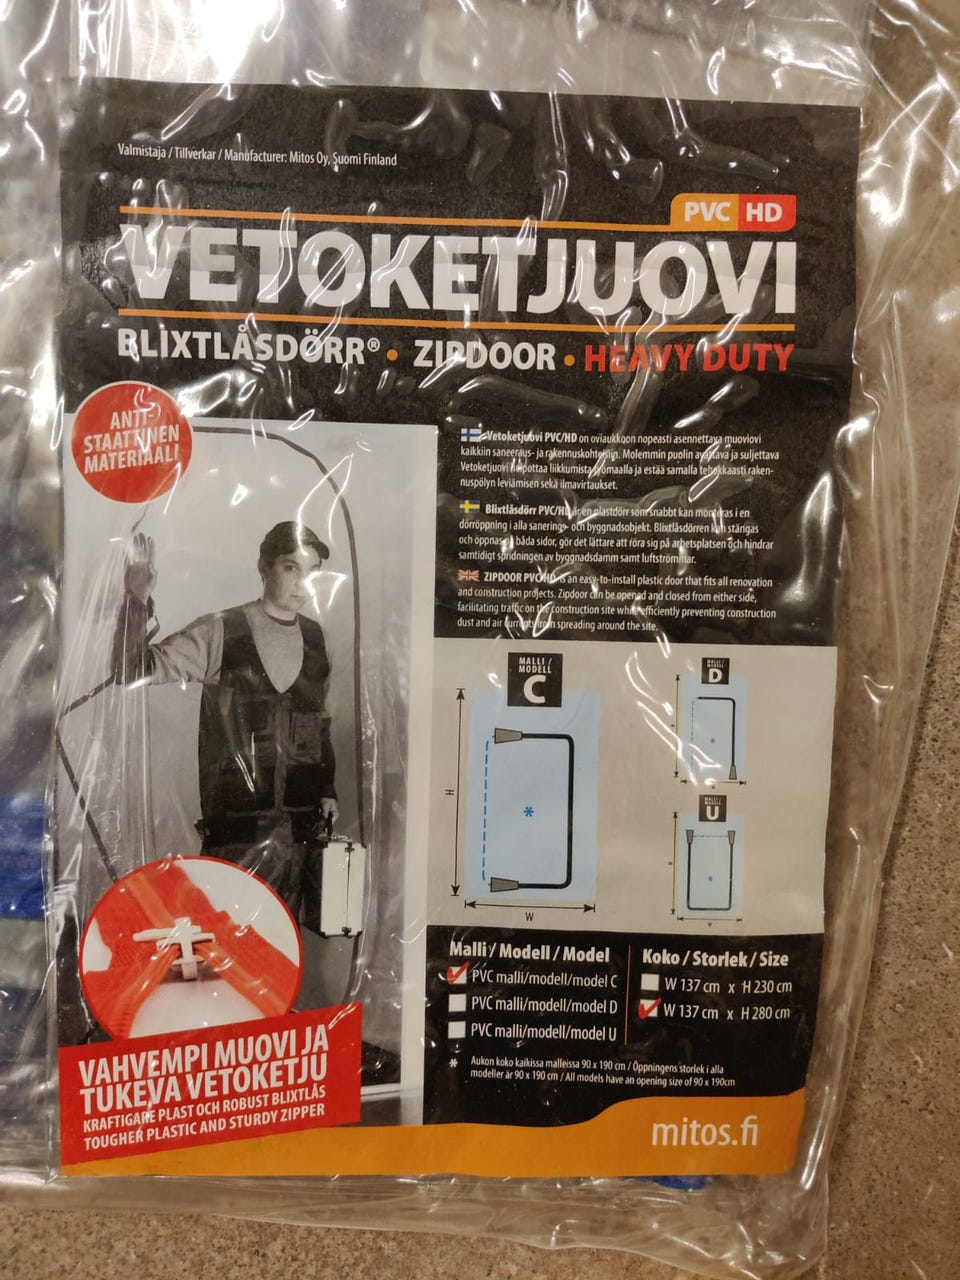 Valmistaja / Tillverkar / Manufacturer: Mitos Oy, Suomi Finland
PVC HD
VETOKETJUOVI
BLIXTLÅSDÖRR® • ZIPDOOR • HEAVY DUTY
ANTI-
STAATTINEN
MATERIAALI
Vetoketjuovi PVC/HD on oviaukkoon nopeasti asennettava muoviovi
kaikkiin saneeraus- ja rakennuskohteisiin. Molemmin puolin avattava ja suljettava
Vetoketjuovi helpottaa liikkumista työmaalla ja estää samalla tehokkaasti raken-
nuspölyn leviämisen sekä ilmavirtaukset.
Blixtlåsdörr PVC/HD är en plastdörr som snabbt kan monteras i en
dörröppning i alla sanerings- och byggnadsobjekt. Blixtlåsdörren kan stängas
och öppnas på båda sidor, gör det lättare att röra sig på arbetsplatsen och hindrar
samtidigt spridningen av byggnadsdamm samt luftströmmar.
ZIPDOOR PVC/HD is an easy-to-install plastic door that fits all renovation
and construction projects. Zipdoor can be opened and closed from either side,
facilitating traffic on the construction site while efficiently preventing construction
dust and air currents from spreading around the site.
MALLI /
MODELL
C
H
*
W
MALLI /
MODELL
D
*
MALLI /
MODELL
U
*
Malli / Modell / Model
PVC malli/modell/model C
PVC malli/modell/model D
PVC malli/modell/model U
Koko / Storlek / Size
W 137 cm x H 230 cm
W 137 cm x H 280 cm
* Aukon koko kaikissa malleissa 90 x 190 cm / Öppningens storlek i alla
modeller är 90 x 190 cm / All models have an opening size of 90 x 190cm
VAHVEMPI MUOVI JA
TUKEVA VETOKETJU
KRAFTIGARE PLAST OCH ROBUST BLIXTLÅS
TOUGHER PLASTIC AND STURDY ZIPPER
mitos.fi